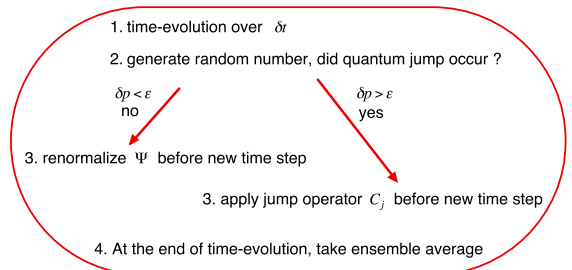 1. time-evolution over δt
2. generate random number, did quantum jump occur ?
δp < ε
no
δp > ε
yes
3. renormalize Ψ before new time step
3. apply jump operator C_j before new time step
4. At the end of time-evolution, take ensemble average